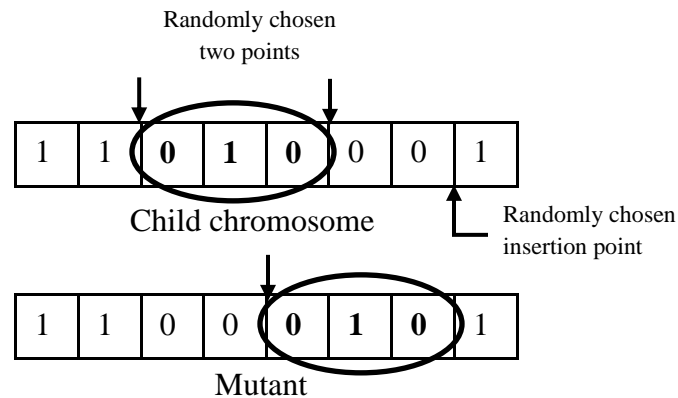 Randomly chosen
two points
1 1 0 1 0 0 0 1
Child chromosome
Randomly chosen
insertion point
1 1 0 0 0 1 0 1
Mutant